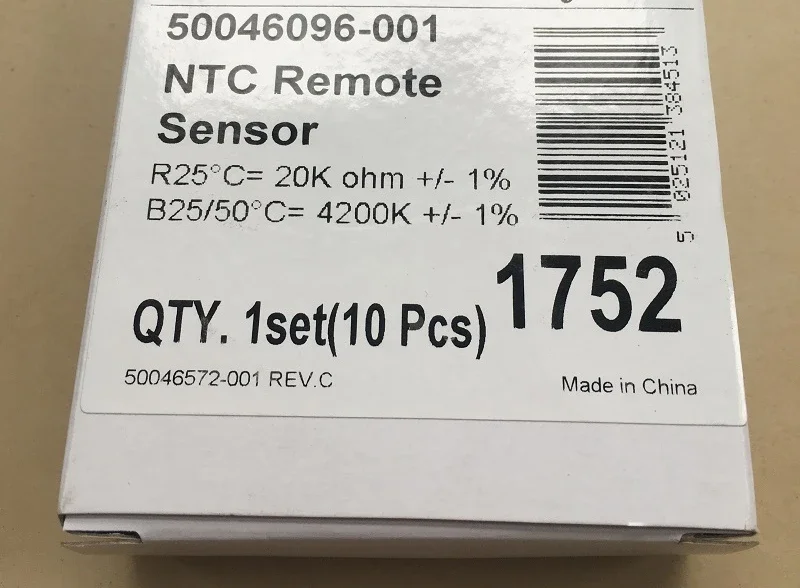 50046096-001
NTC Remote
Sensor
R25°C= 20K ohm +/- 1%
B25/50°C= 4200K +/- 1%
5 025121 384513
1752
QTY. 1set(10 Pcs)
50046572-001 REV.C
Made in China